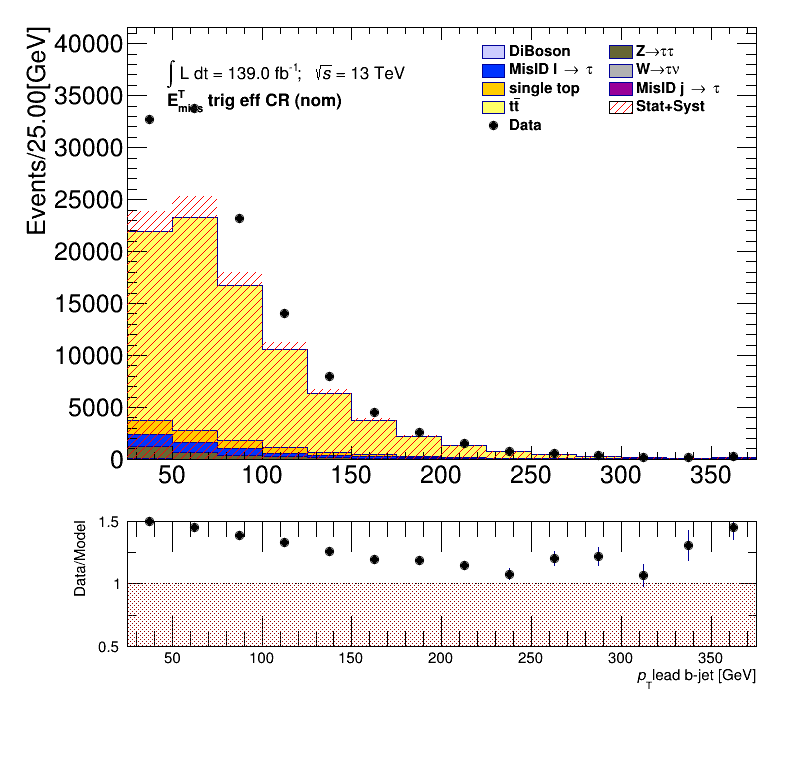 40000
35000
30000
25000
20000
15000
10000
5000
0
Events/25.00[GeV]
∫ L dt = 139.0 fb⁻¹; √s = 13 TeV
E^T_miss trig eff CR (nom)
DiBoson
MisID l → τ
single top
tt̄
Data
Z→ττ
W→τν
MisID j → τ
Stat+Syst
50 100 150 200 250 300 350
1.5
1
0.5
Data/Model
50 100 150 200 250 300 350
p_T lead b-jet [GeV]